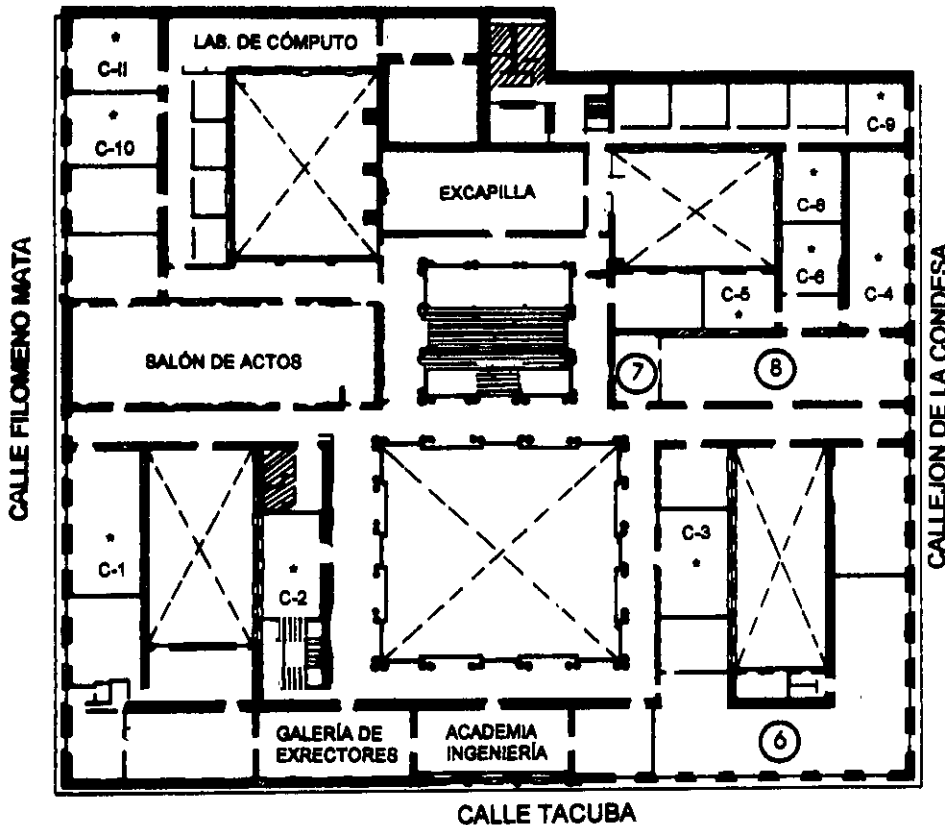 LAB. DE CÓMPUTO
*
C-11
*
C-10
*
C-9
EXCAPILLA
*
C-8
*
C-6
*
C-4
C-5
*
SALÓN DE ACTOS
7
8
CALLE FILOMENO MATA
CALLEJON DE LA CONDESA
*
C-1
*
C-2
C-3
*
GALERÍA DE
EXRECTORES
ACADEMIA
INGENIERÍA
6
CALLE TACUBA